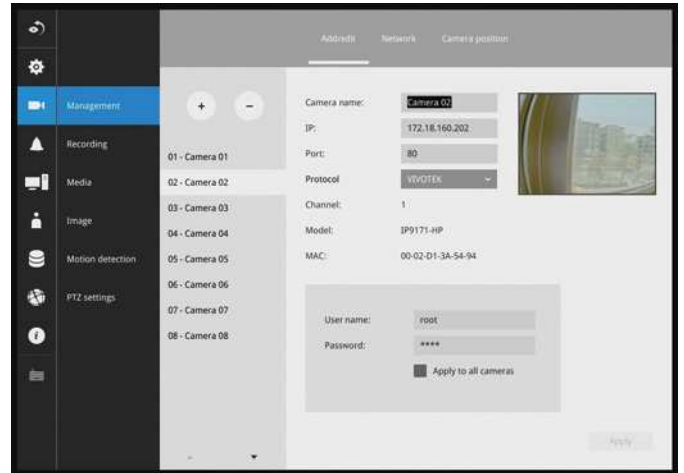 Addredit Network Camera position
Management
Recording
Media
Image
Motion detection
PTZ settings
+ -
01 - Camera 01
02 - Camera 02
03 - Camera 03
04 - Camera 04
05 - Camera 05
06 - Camera 06
07 - Camera 07
08 - Camera 08
Camera name: Camera 02
IP: 172.18.160.202
Port: 80
Protocol VIVOTEK
Channel: 1
Model: IP9171-HP
MAC: 00-02-D1-3A-54-94
User name: root
Password: ****
Apply to all cameras
Apply